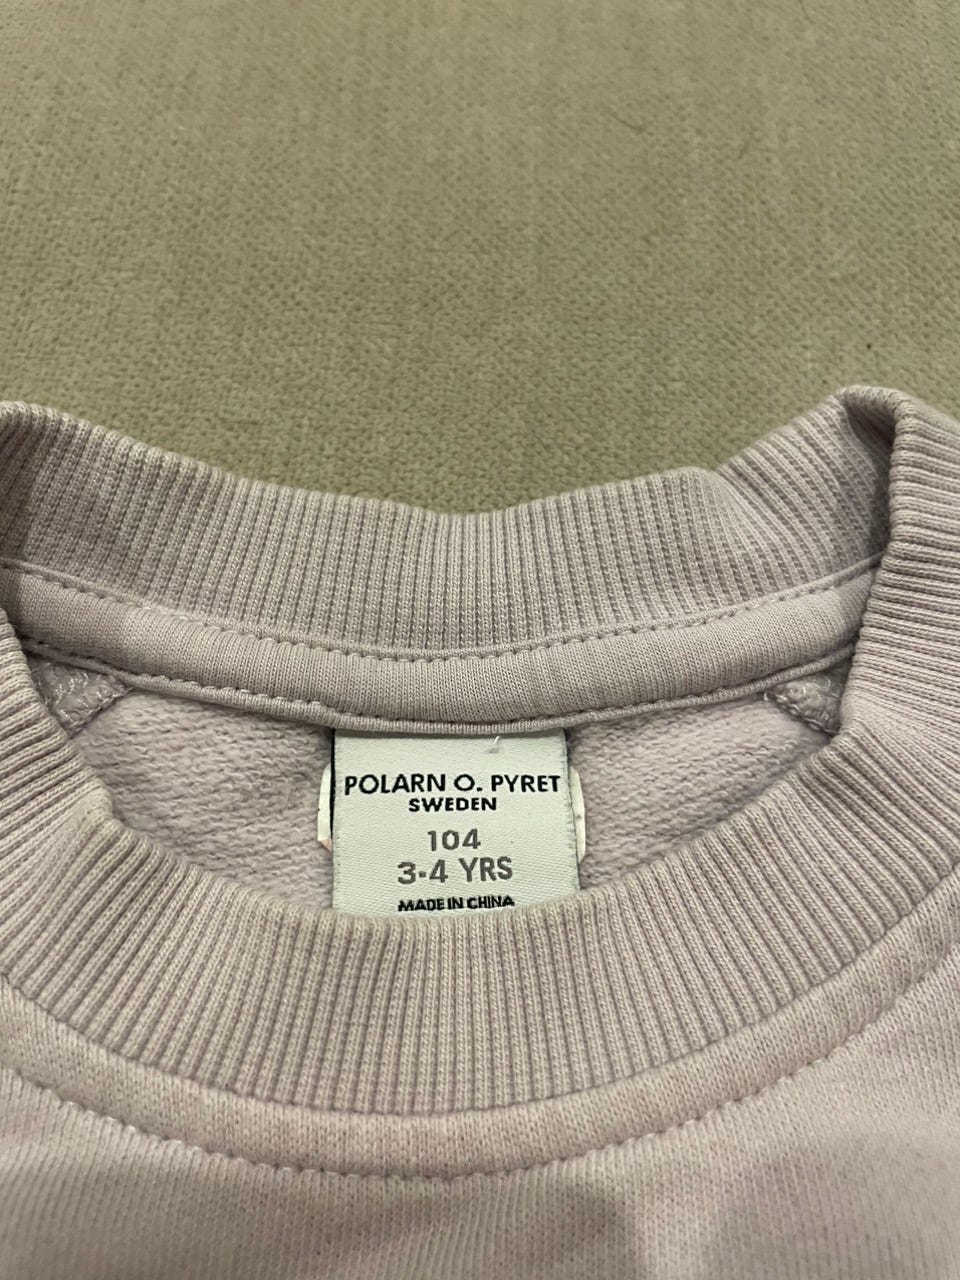 POLARN O. PYRET
SWEDEN
104
3-4 YRS
MADE IN CHINA